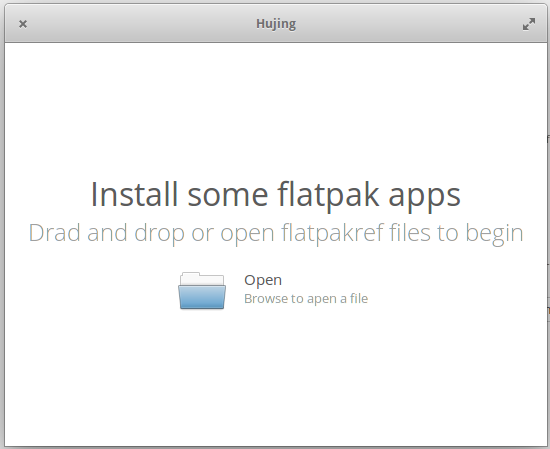 Hujing
Install some flatpak apps
Drad and drop or open flatpakref files to begin
Open
Browse to apen a file